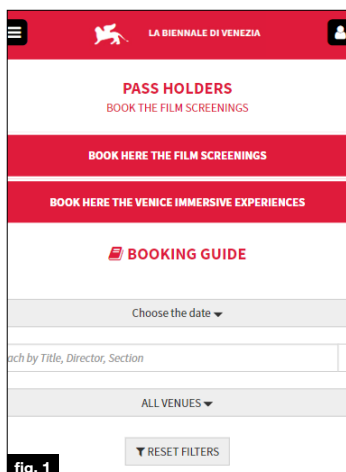 LA BIENNALE DI VENEZIA
PASS HOLDERS
BOOK THE FILM SCREENINGS
BOOK HERE THE FILM SCREENINGS
BOOK HERE THE VENICE IMMERSIVE EXPERIENCES
BOOKING GUIDE
Choose the date
ach by Title, Director, Section
ALL VENUES
RESET FILTERS
fig. 1